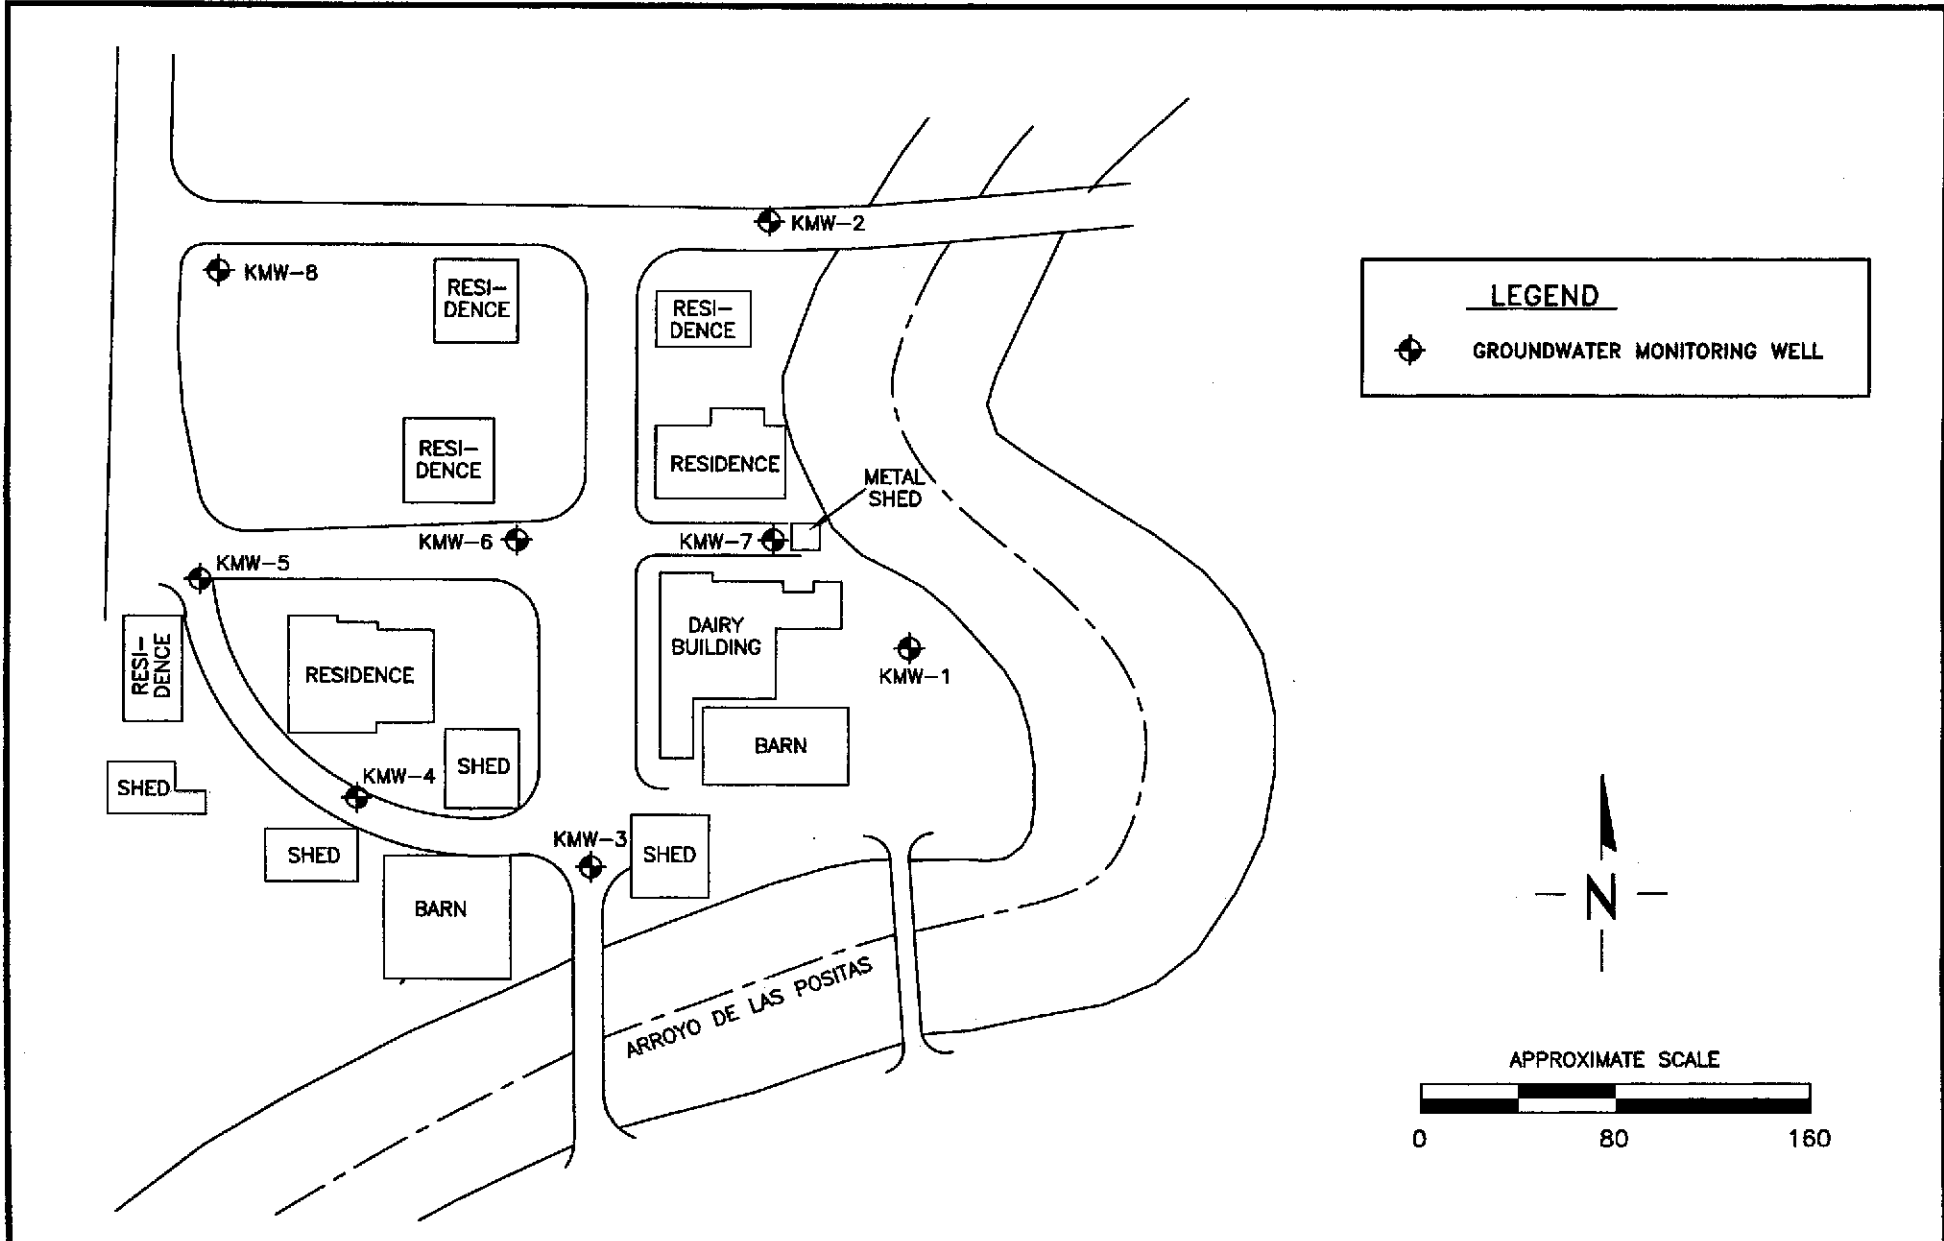 KMW-2
KMW-8
RESI-
DENCE
RESI-
DENCE
LEGEND
GROUNDWATER MONITORING WELL
RESI-
DENCE
RESIDENCE
METAL
SHED
KMW-6
KMW-7
KMW-5
RESI-
DENCE
RESIDENCE
DAIRY
BUILDING
KMW-1
BARN
SHED
SHED
KMW-4
SHED
KMW-3
SHED
BARN
N
ARROYO DE LAS POSITAS
APPROXIMATE SCALE
0 80 160